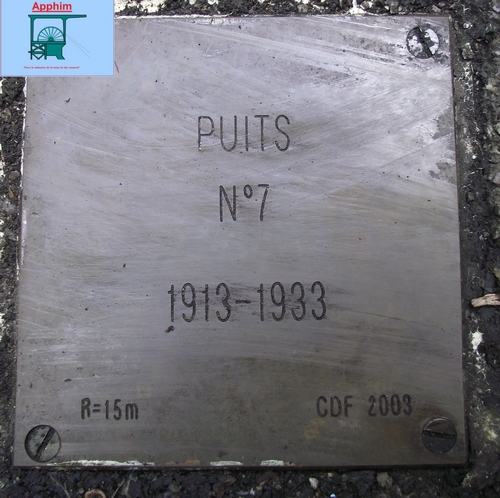 Apphim
PUITS
N°7
1913-1933
R=15m
CDF 2003